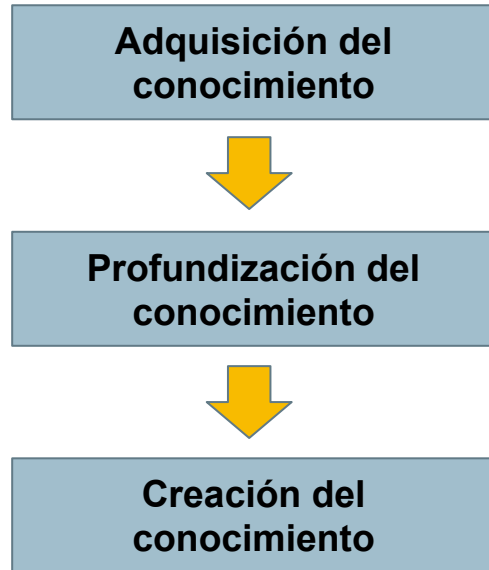 Adquisición del
conocimiento
Profundización del
conocimiento
Creación del
conocimiento